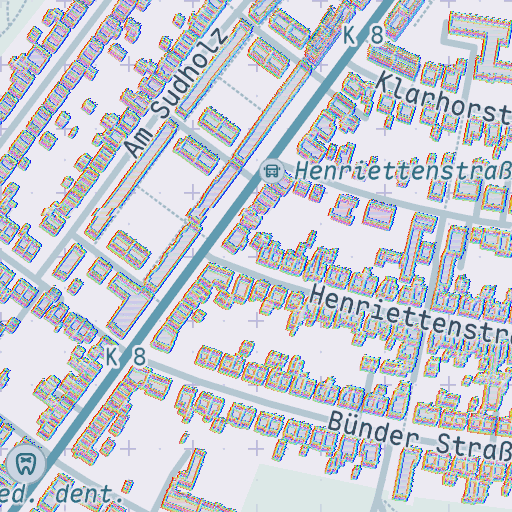 K 8
Am Sudholz
Klarhorst
Henriettenstraß
Henriettenstr
K 8
Bünder Straß
ed. dent.